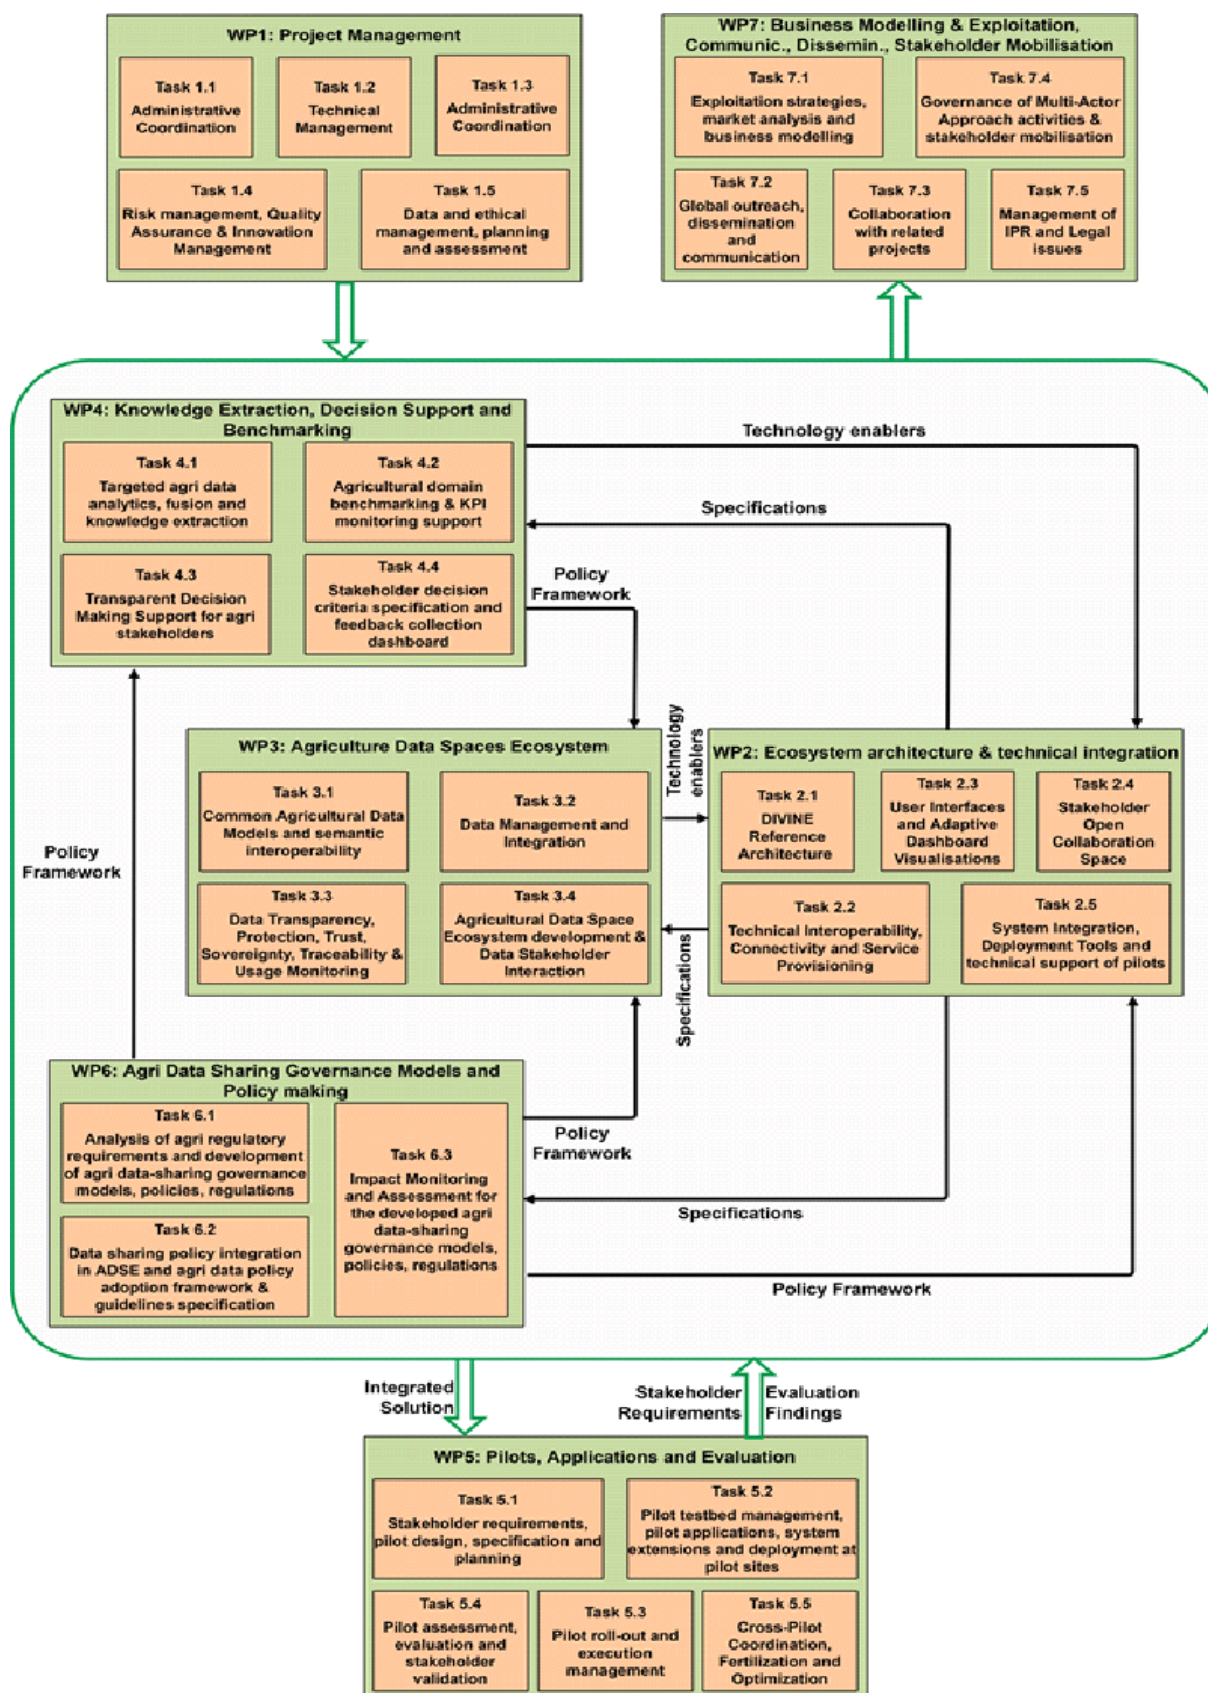 WP1: Project Management
Task 1.1
Administrative
Coordination
Task 1.2
Technical
Management
Task 1.3
Administrative
Coordination
Task 1.4
Risk management, Quality
Assurance & Innovation
Management
Task 1.5
Data and ethical
management, planning
and assessment
WP7: Business Modelling & Exploitation,
Communic., Dissemin., Stakeholder Mobilisation
Task 7.1
Exploitation strategies,
market analysis and
business modelling
Task 7.4
Governance of Multi-Actor
Approach activities &
stakeholder mobilisation
Task 7.2
Global outreach,
dissemination
and
communication
Task 7.3
Collaboration
with related
projects
Task 7.5
Management of
IPR and Legal
issues
WP4: Knowledge Extraction, Decision Support and
Benchmarking
Task 4.1
Targeted agri data
analytics, fusion and
knowledge extraction
Task 4.2
Agricultural domain
benchmarking & KPI
monitoring support
Task 4.3
Transparent Decision
Making Support for agri
stakeholders
Task 4.4
Stakeholder decision
criteria specification and
feedback collection
dashboard
Technology enablers
Specifications
Policy
Framework
WP3: Agriculture Data Spaces Ecosystem
Task 3.1
Common Agricultural Data
Models and semantic
interoperability
Task 3.2
Data Management and
Integration
Task 3.3
Data Transparency,
Protection, Trust,
Sovereignty, Traceability &
Usage Monitoring
Task 3.4
Agricultural Data Space
Ecosystem development &
Data Stakeholder
Interaction
Technology
enablers
Specifications
WP2: Ecosystem architecture & technical integration
Task 2.1
DIVINE
Reference
Architecture
Task 2.3
User Interfaces
and Adaptive
Dashboard
Visualisations
Task 2.4
Stakeholder
Open
Collaboration
Space
Task 2.2
Technical Interoperability,
Connectivity and Service
Provisioning
Task 2.5
System Integration,
Deployment Tools and
technical support of pilots
Policy
Framework
WP6: Agri Data Sharing Governance Models and
Policy making
Task 6.1
Analysis of agri regulatory
requirements and development
of agri data-sharing governance
models, policies, regulations
Task 6.2
Data sharing policy integration
in ADSE and agri data policy
adoption framework &
guidelines specification
Task 6.3
Impact Monitoring
and Assessment for
the developed agri
data-sharing
governance models,
policies, regulations
Policy
Framework
Specifications
Policy Framework
Integrated
Solution
Stakeholder
Requirements
Evaluation
Findings
WP5: Pilots, Applications and Evaluation
Task 5.1
Stakeholder requirements,
pilot design, specification and
planning
Task 5.2
Pilot testbed management,
pilot applications, system
extensions and deployment at
pilot sites
Task 5.4
Pilot assessment,
evaluation and
stakeholder
validation
Task 5.3
Pilot roll-out and
execution
management
Task 5.5
Cross-Pilot
Coordination,
Fertilization and
Optimization